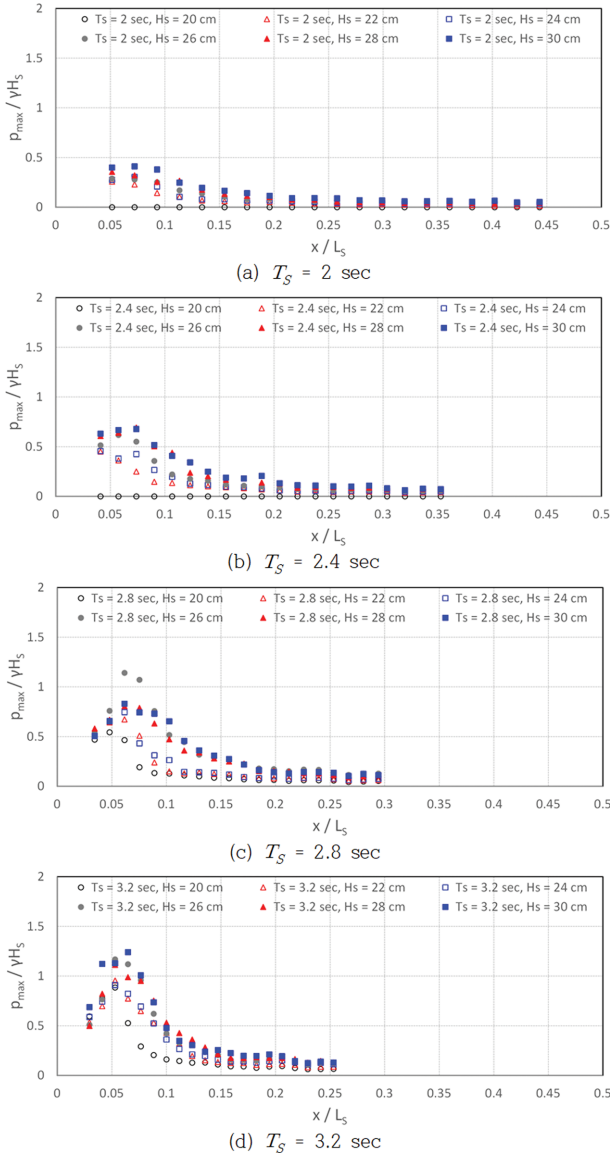 2
Ts = 2 sec, Hs = 20 cm Ts = 2 sec, Hs = 22 cm Ts = 2 sec, Hs = 24 cm
Ts = 2 sec, Hs = 26 cm Ts = 2 sec, Hs = 28 cm Ts = 2 sec, Hs = 30 cm
1.5
1
0.5
0
p_max / γH_S
0 0.05 0.1 0.15 0.2 0.25 0.3 0.35 0.4 0.45 0.5
x / L_S
(a) T_S = 2 sec
2
Ts = 2.4 sec, Hs = 20 cm Ts = 2.4 sec, Hs = 22 cm Ts = 2.4 sec, Hs = 24 cm
Ts = 2.4 sec, Hs = 26 cm Ts = 2.4 sec, Hs = 28 cm Ts = 2.4 sec, Hs = 30 cm
1.5
1
0.5
0
p_max / γH_S
0 0.05 0.1 0.15 0.2 0.25 0.3 0.35 0.4 0.45 0.5
x / L_S
(b) T_S = 2.4 sec
2
Ts = 2.8 sec, Hs = 20 cm Ts = 2.8 sec, Hs = 22 cm Ts = 2.8 sec, Hs = 24 cm
Ts = 2.8 sec, Hs = 26 cm Ts = 2.8 sec, Hs = 28 cm Ts = 2.8 sec, Hs = 30 cm
1.5
1
0.5
0
p_max / γH_S
0 0.05 0.1 0.15 0.2 0.25 0.3 0.35 0.4 0.45 0.5
x / L_S
(c) T_S = 2.8 sec
2
Ts = 3.2 sec, Hs = 20 cm Ts = 3.2 sec, Hs = 22 cm Ts = 3.2 sec, Hs = 24 cm
Ts = 3.2 sec, Hs = 26 cm Ts = 3.2 sec, Hs = 28 cm Ts = 3.2 sec, Hs = 30 cm
1.5
1
0.5
0
p_max / γH_S
0 0.05 0.1 0.15 0.2 0.25 0.3 0.35 0.4 0.45 0.5
x / L_S
(d) T_S = 3.2 sec